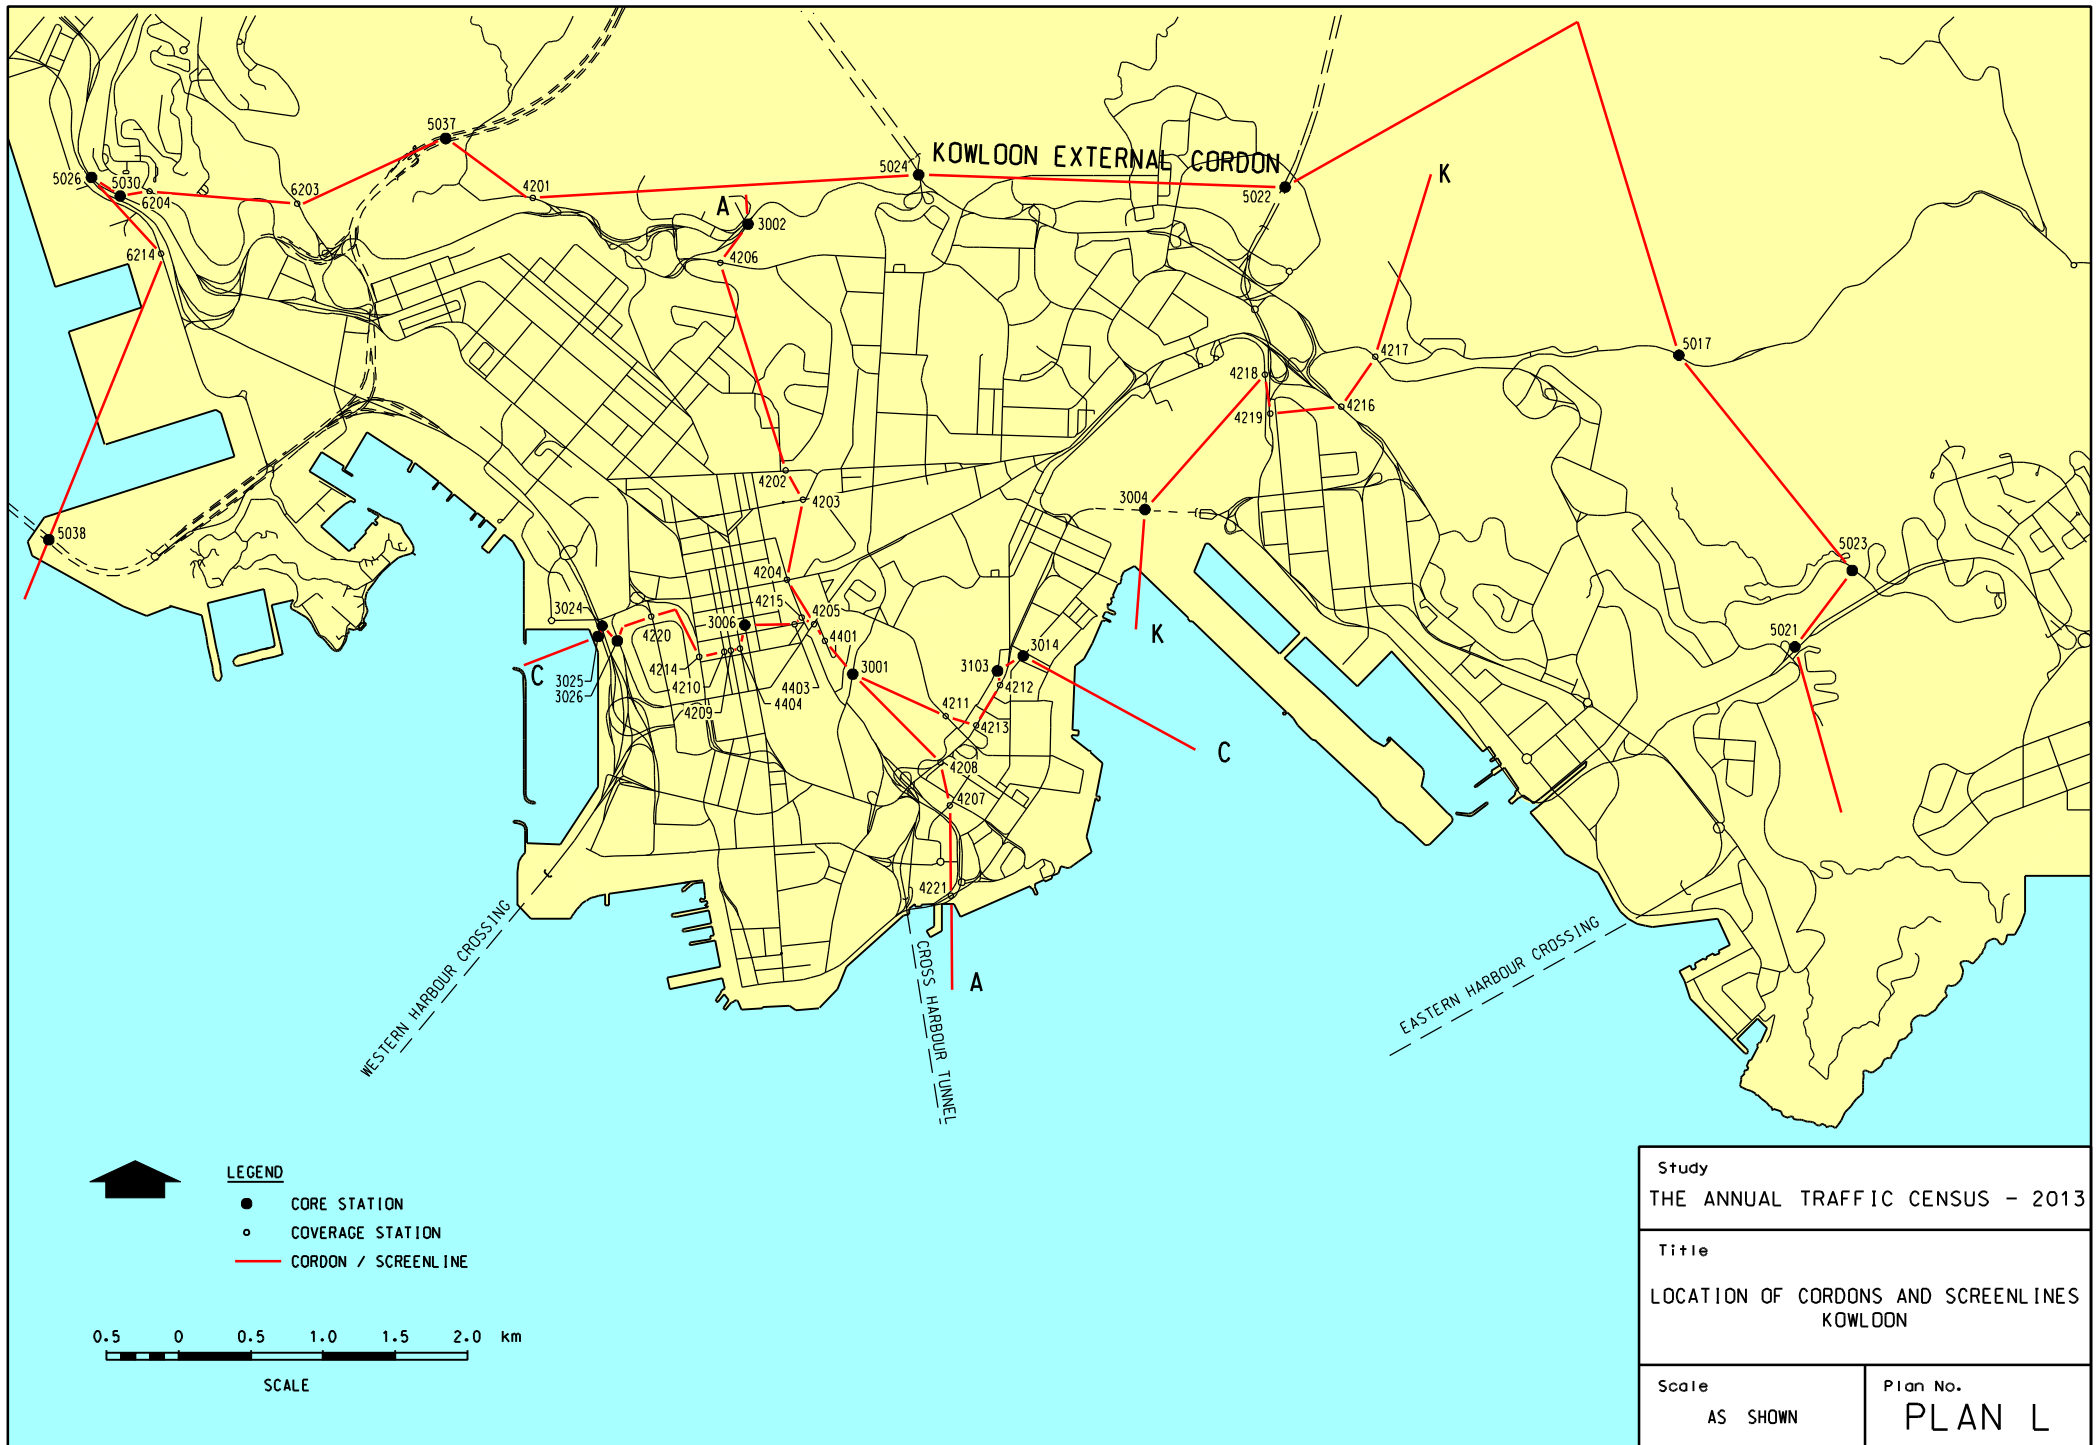 5037
KOWLOON EXTERNAL CORDON
5024
5026
5030
6204
6203
4201
5022
K
A
3002
6214
4206
4217
5017
4218
4219
4216
4202
4203
3004
5038
5023
4204
4215
4205
3024
3006
4220
4401
K
5021
3014
3103
3001
4214
C
3025
3026
4210
4403
4404
4209
4212
4211
4213
C
4208
4207
4221
WESTERN HARBOUR CROSSING
CROSS HARBOUR TUNNEL
EASTERN HARBOUR CROSSING
A
LEGEND
CORE STATION
COVERAGE STATION
CORDON / SCREENLINE
0.5 0 0.5 1.0 1.5 2.0 km
SCALE
Study
THE ANNUAL TRAFFIC CENSUS - 2013
Title
LOCATION OF CORDONS AND SCREENLINES
KOWLOON
Scale
AS SHOWN
Plan No.
PLAN L